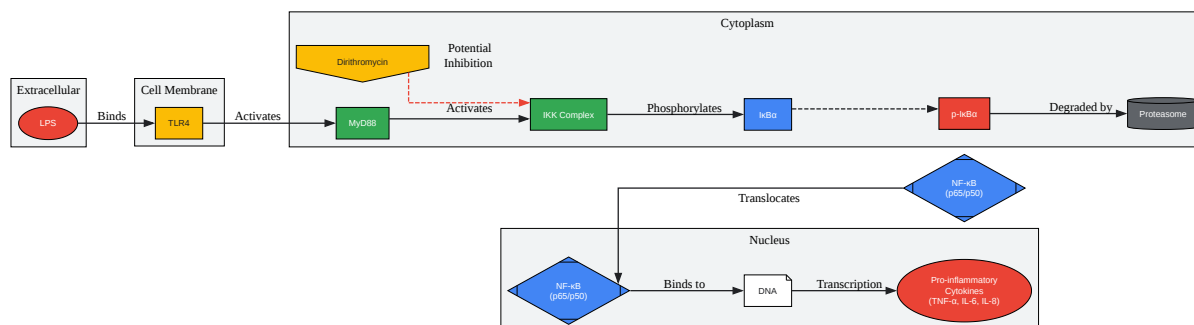 Cytoplasm
Dirithromycin
Potential
Inhibition
Extracellular
Cell Membrane
LPS
Binds
TLR4
Activates
MyD88
Activates
IKK Complex
Phosphorylates
IκBα
p-IκBα
Degraded by
Proteasome
NF-κB
(p65/p50)
Translocates
Nucleus
NF-κB
(p65/p50)
Binds to
DNA
Transcription
Pro-inflammatory
Cytokines
(TNF-α, IL-6, IL-8)